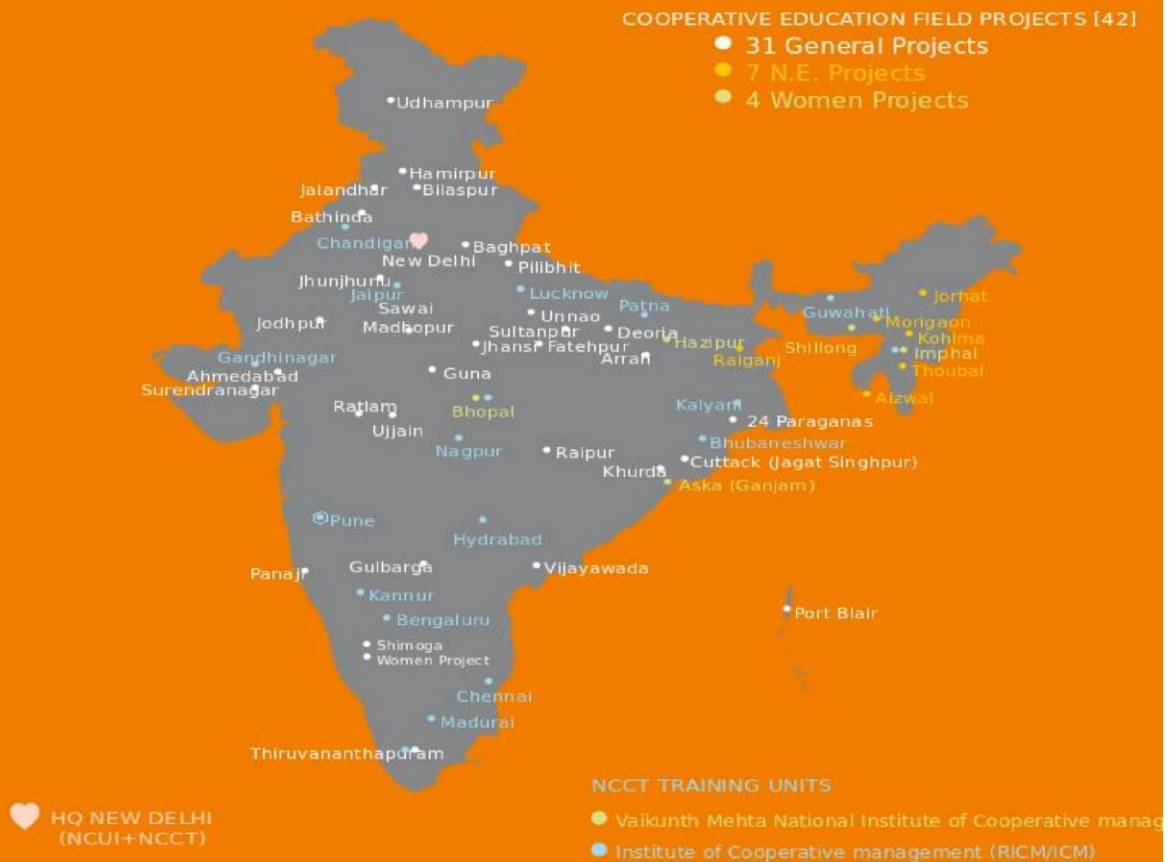 COOPERATIVE EDUCATION FIELD PROJECTS [42]
31 General Projects
7 N.E. Projects
4 Women Projects
Udhampur
Hamirpur
Jalandhar
Bilaspur
Bathinda
Chandigarh
Baghpat
New Delhi
Pilibhit
Jhunjhunu
Jaipur
Lucknow
Sawai
Madhopur
Patna
Unnao
Jodhpur
Sultanpur
Deoria
Hazipur
Jhansi
Fatehpur
Arrah
Raiganj
Jorhat
Guwahati
Morigaon
Kohima
Shillong
Imphal
Thoubal
Aizwal
Gandhinagar
Ahmedabad
Surendranagar
Guna
Ratlam
Ujjain
Bhopal
Kalyani
24 Paraganas
Nagpur
Raipur
Bhubaneshwar
Khurda
Cuttack (Jagat Singhpur)
Aska (Ganjam)
Pune
Hydrabad
Panaji
Gulbarga
Vijayawada
Kannur
Bengaluru
Port Blair
Shimoga
Women Project
Chennai
Madurai
Thiruvananthapuram
HQ NEW DELHI
(NCUI+NCCT)
NCCT TRAINING UNITS
Vaikunth Mehta National Institute of Cooperative manag
Institute of Cooperative management (RICM/ICM)